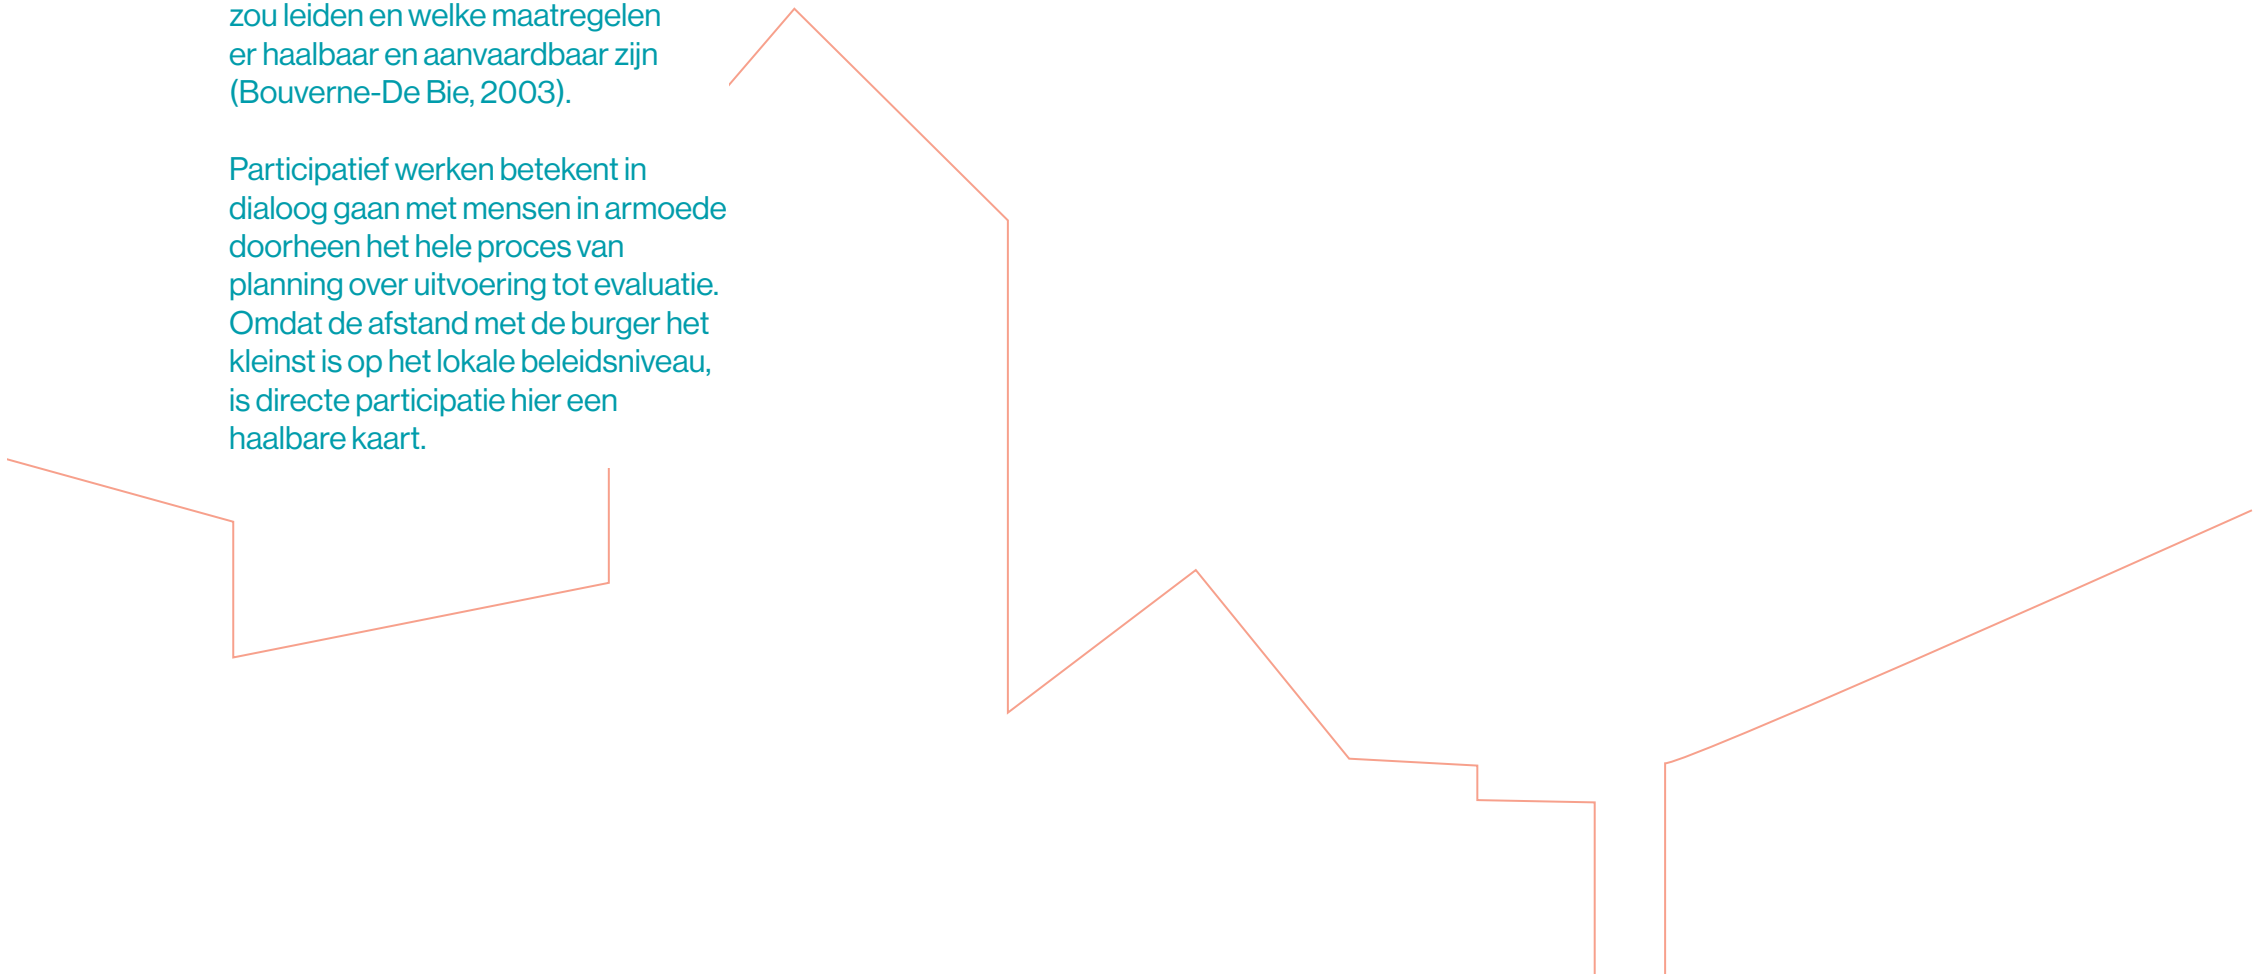 zou leiden en welke maatregelen
er haalbaar en aanvaardbaar zijn
(Bouverne-De Bie, 2003).
Participatief werken betekent in
dialoog gaan met mensen in armoede
doorheen het hele proces van
planning over uitvoering tot evaluatie.
Omdat de afstand met de burger het
kleinst is op het lokale beleidsniveau,
is directe participatie hier een
haalbare kaart.